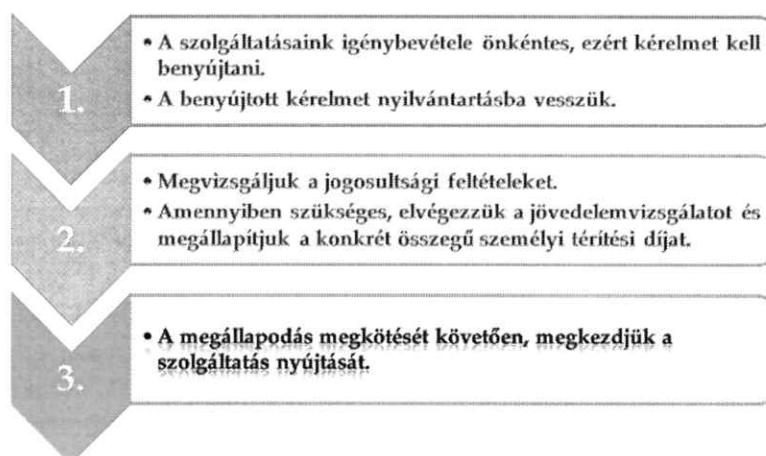 1.
• A szolgáltatásaink igénybevétele önkéntes, ezért kérelmet kell
benyújtani.
• A benyújtott kérelmet nyilvántartásba vesszük.
2.
• Megvizsgáljuk a jogosultsági feltételeket.
• Amennyiben szükséges, elvégezzük a jövedelemvizsgálatot és
megállapítjuk a konkrét összegű személyi térítési díjat.
3.
• A megállapodás megkötését követően, megkezdjük a
szolgáltatás nyújtását.